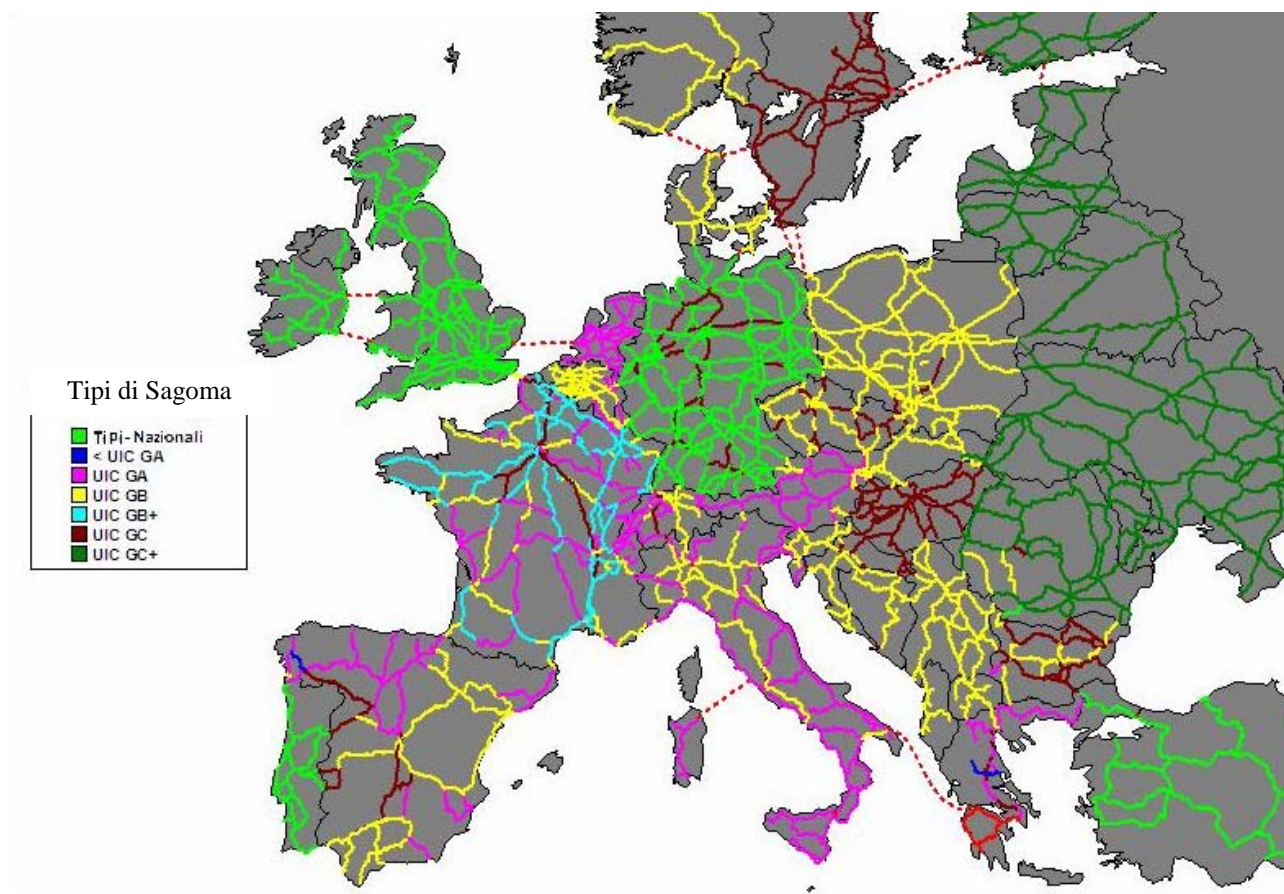 Tipi di Sagoma
Tipi-Nazionali
< UIC GA
UIC GA
UIC GB
UIC GB+
UIC GC
UIC GC+